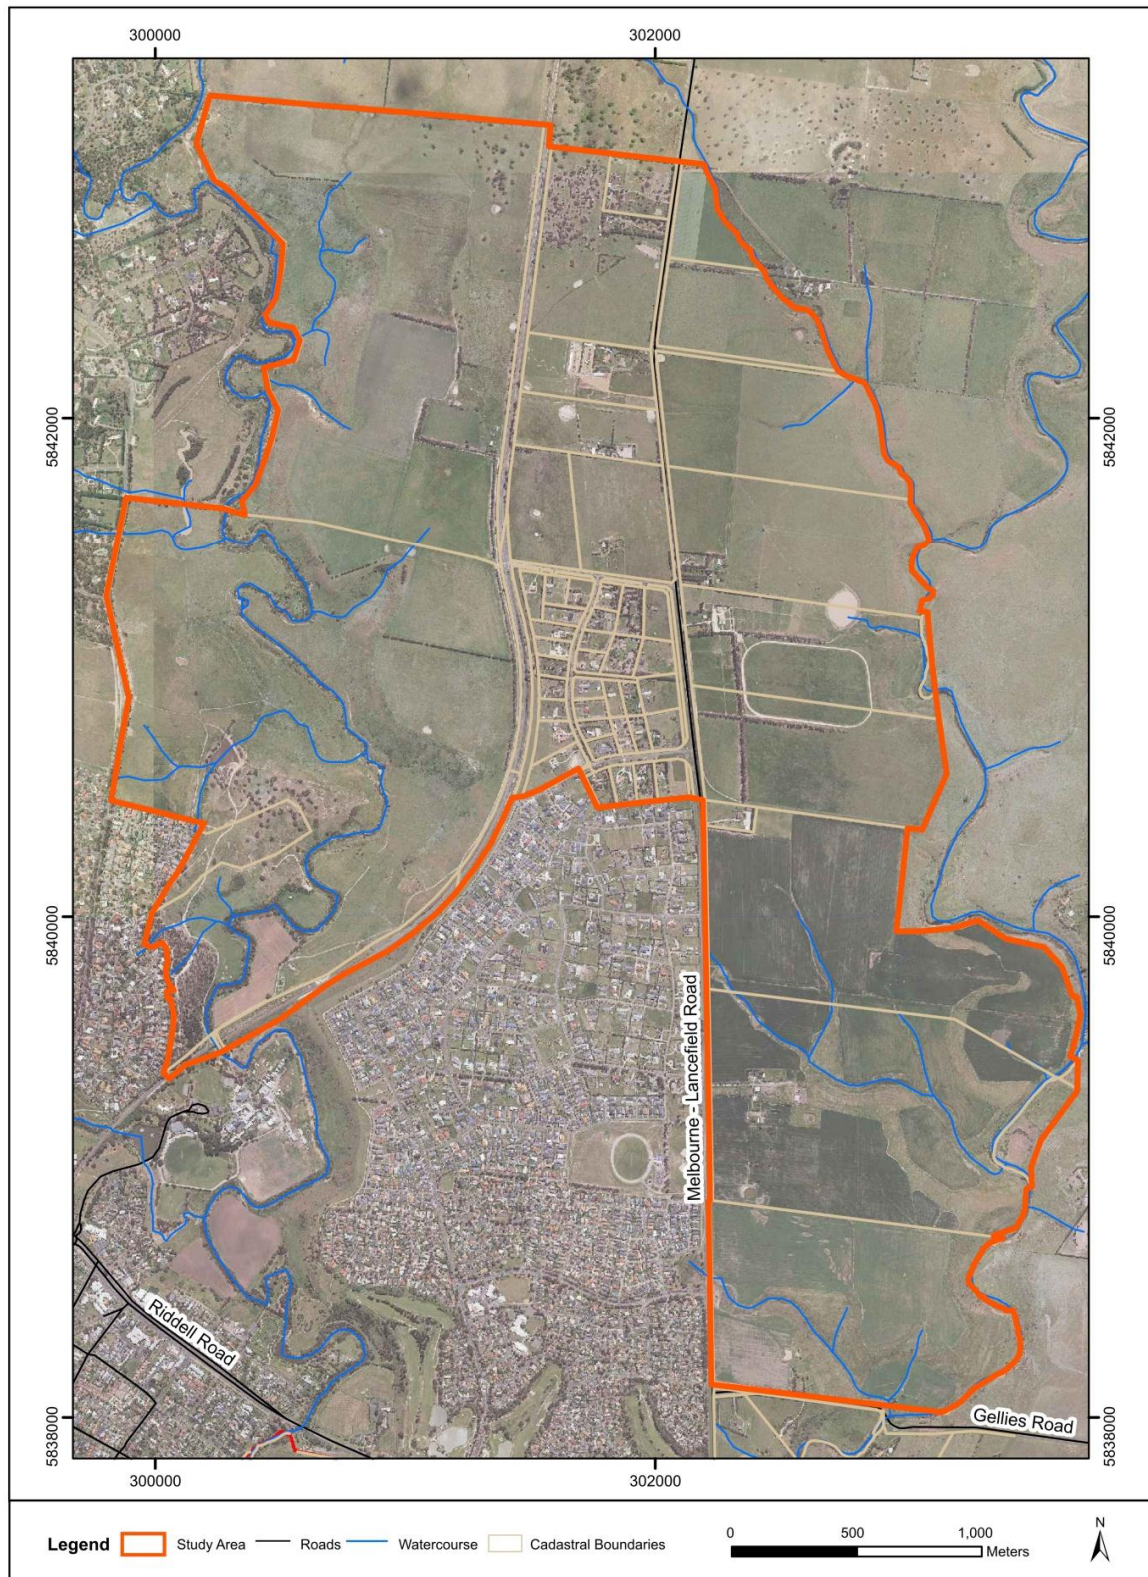 300000
302000
5842000
5842000
5840000
5840000
Melbourne - Lancefield Road
Riddell Road
Gellies Road
5838000
5838000
300000
302000
Legend
Study Area
Roads
Watercourse
Cadastral Boundaries
0
500
1,000
Meters
N